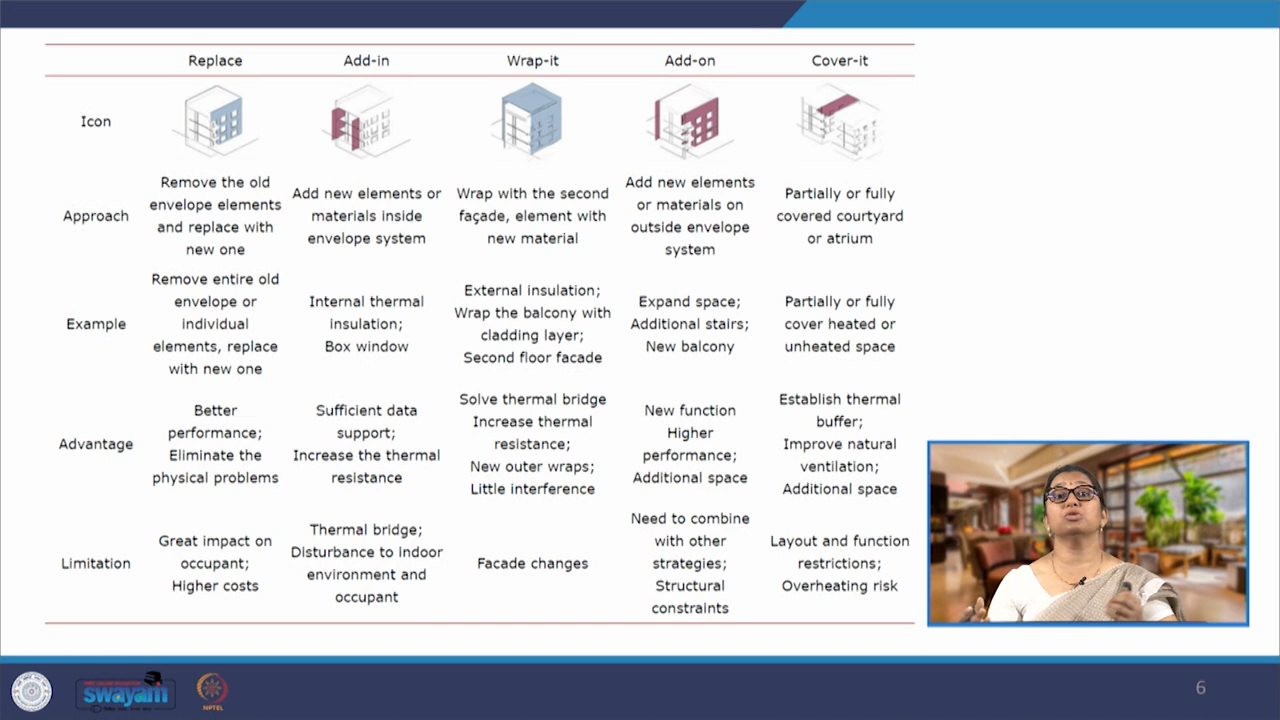 Replace Add-in Wrap-it Add-on Cover-it
Icon
Approach
Remove the old
envelope elements
and replace with
new one
Add new elements or
materials inside
envelope system
Wrap with the second
façade, element with
new material
Add new elements
or materials on
outside envelope
system
Partially or fully
covered courtyard
or atrium
Example
Remove entire old
envelope or
individual
elements, replace
with new one
Internal thermal
insulation;
Box window
External insulation;
Wrap the balcony with
cladding layer;
Second floor facade
Expand space;
Additional stairs;
New balcony
Partially or fully
cover heated or
unheated space
Advantage
Better
performance;
Eliminate the
physical problems
Sufficient data
support;
Increase the thermal
resistance
Solve thermal bridge
Increase thermal
resistance;
New outer wraps;
Little interference
New function
Higher
performance;
Additional space
Establish thermal
buffer;
Improve natural
ventilation;
Additional space
Limitation
Great impact on
occupant;
Higher costs
Thermal bridge;
Disturbance to indoor
environment and
occupant
Facade changes
Need to combine
with other
strategies;
Structural
constraints
Layout and function
restrictions;
Overheating risk
swayam
NPTEL
6